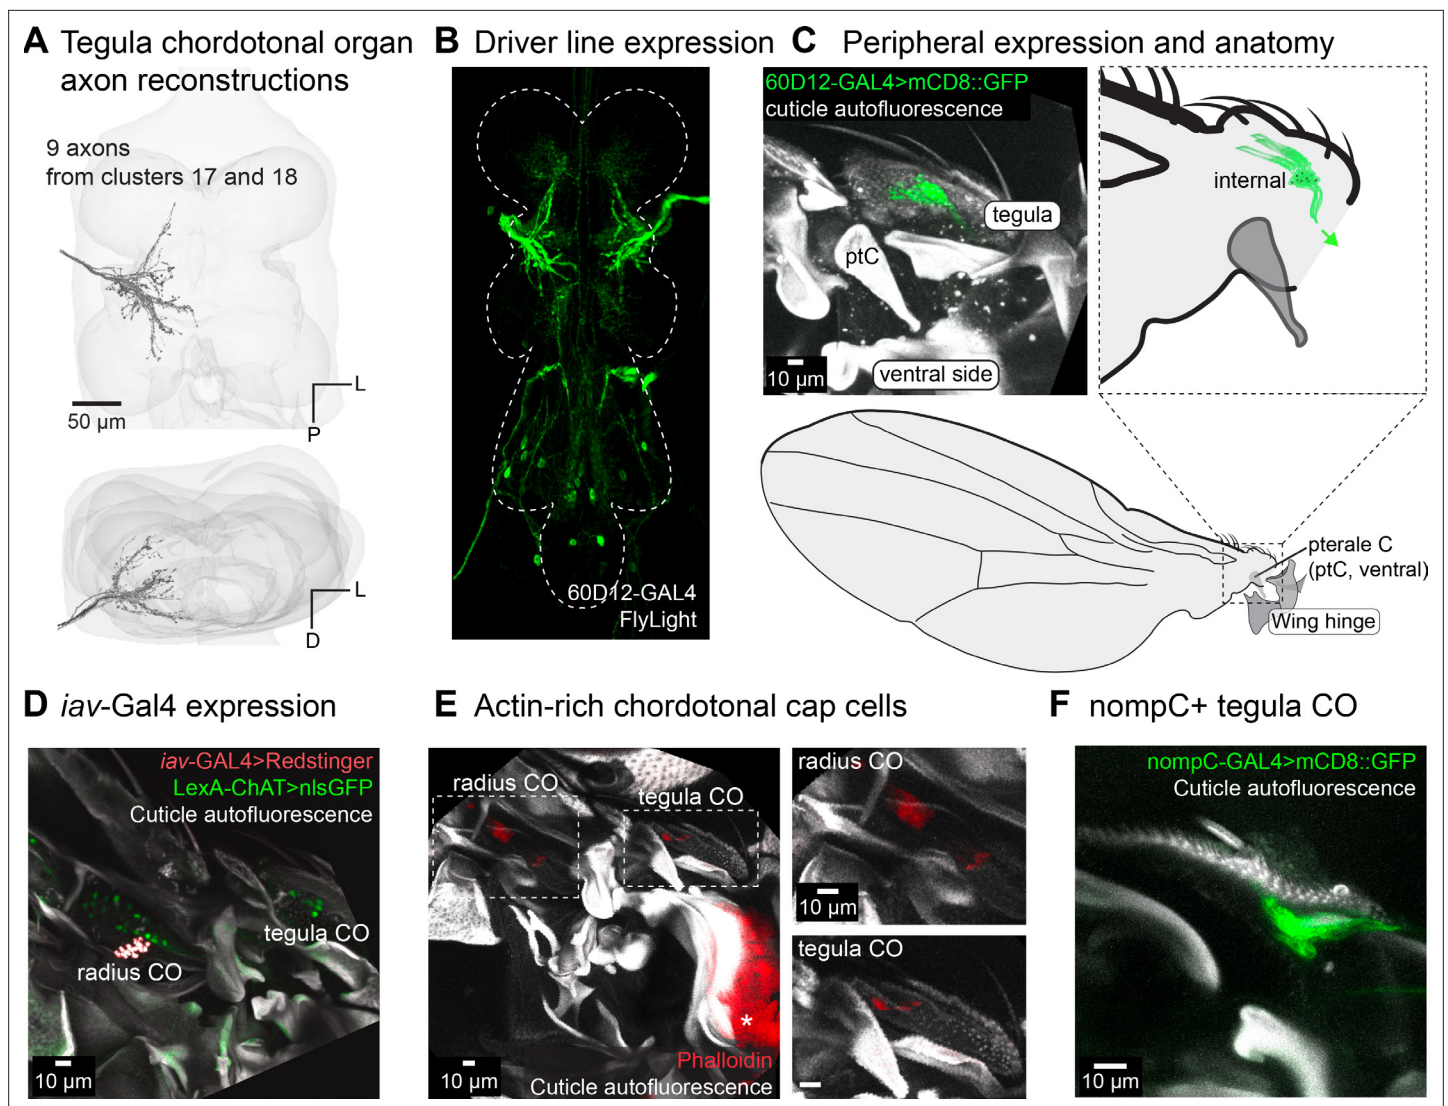 A Tegula chordotonal organ
axon reconstructions
9 axons
from clusters 17 and 18
L
P
50 µm
L
D
B Driver line expression
60D12-GAL4
FlyLight
C Peripheral expression and anatomy
60D12-GAL4>mCD8::GFP
cuticle autofluorescence
tegula
ptC
ventral side
10 µm
internal
pterale C
(ptC, ventral)
Wing hinge
D iav-Gal4 expression
iav-GAL4>Redstinger
LexA-ChAT>nlsGFP
Cuticle autofluorescence
tegula CO
radius CO
10 µm
E Actin-rich chordotonal cap cells
radius CO
tegula CO
*
Phalloidin
Cuticle autofluorescence
10 µm
radius CO
10 µm
tegula CO
F nompC+ tegula CO
nompC-GAL4>mCD8::GFP
Cuticle autofluorescence
10 µm